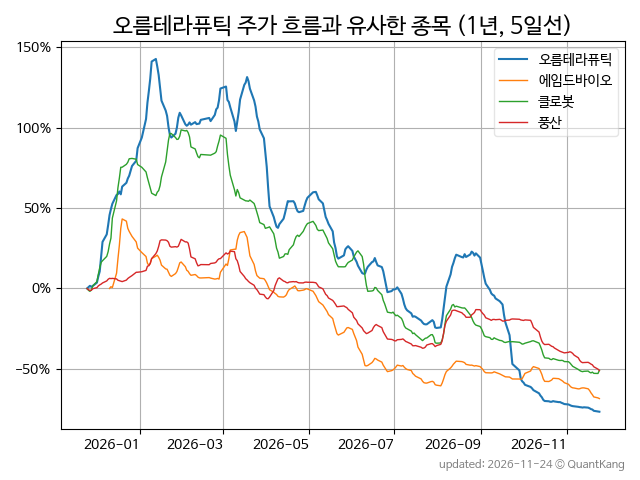 오름테라퓨틱 주가 흐름과 유사한 종목 (1년, 5일선)
150%
100%
50%
0%
−50%
오름테라퓨틱
에임드바이오
클로봇
풍산
2026-01
2026-03
2026-05
2026-07
2026-09
2026-11
updated: 2026-11-24 © QuantKang